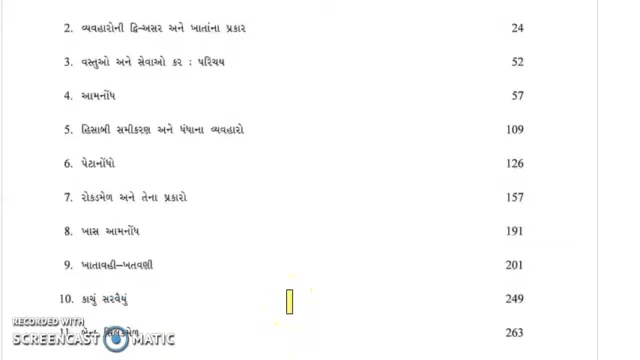 2. વ્યવહારોની દ્વિ-અસર અને ખાતાંના પ્રકાર 24
3. વસ્તુઓ અને સેવાઓ કર : પરિચય 52
4. આમનોંધ 57
5. હિસાબી સમીકરણ અને ધંધાના વ્યવહારો 109
6. પેટાનોંધો 126
7. રોકડમેળ અને તેના પ્રકારો 157
8. ખાસ આમનોંધ 191
9. ખાતાવહી-ખતવણી 201
10. કાચું સરવૈયું 249
11. 263
RECORDED WITH
SCREENCAST MATIC